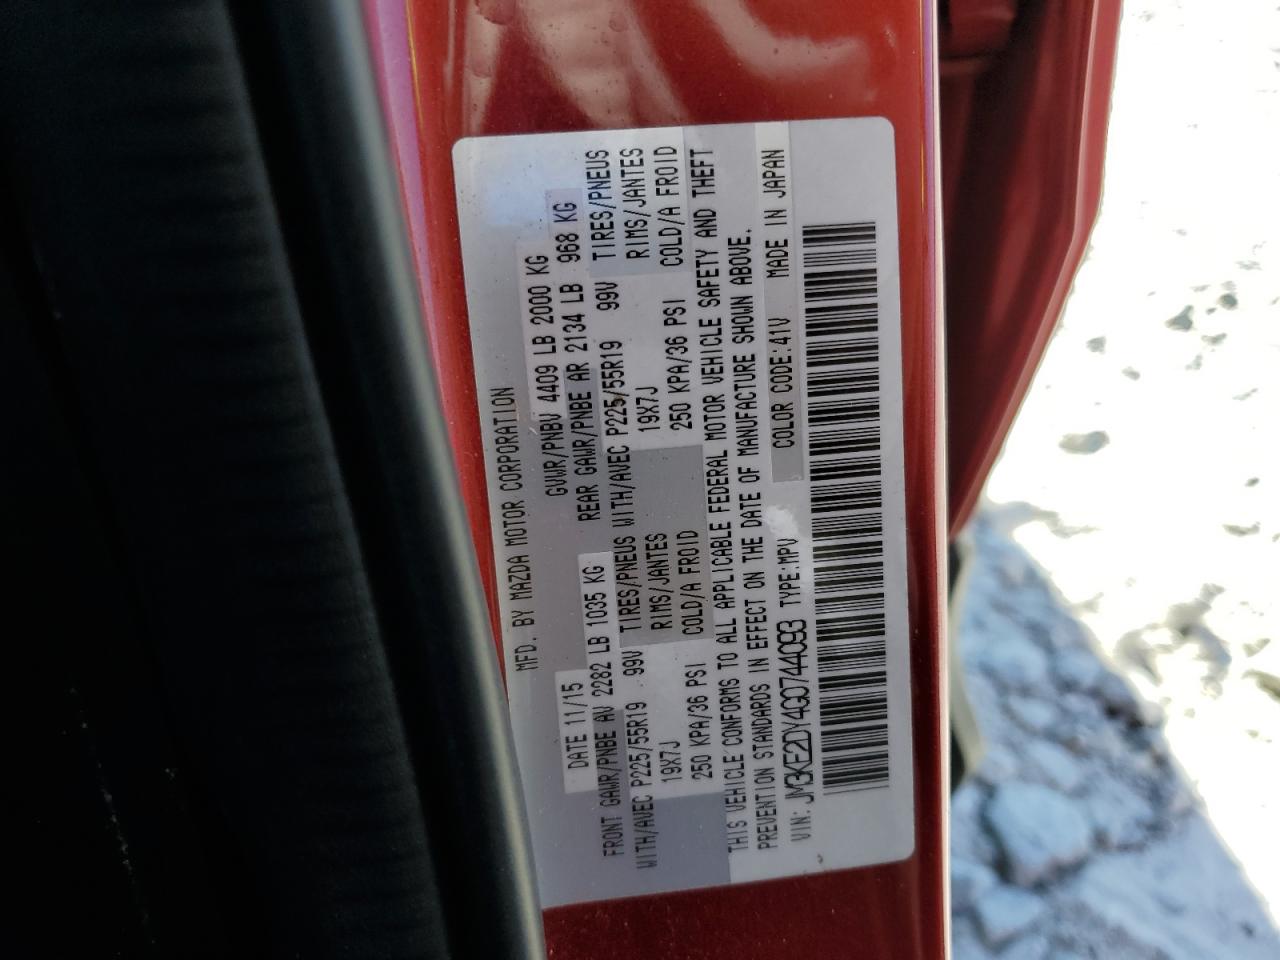 MFD. BY MAZDA MOTOR CORPORATION
DATE 11/15 GVWR/PNBV 4409 LB 2000 KG
FRONT GAWR/PNBE AV 2282 LB 1035 KG REAR GAWR/PNBE AR 2134 LB 968 KG
WITH/AVEC P225/55R19 99V TIRES/PNEUS WITH/AVEC P225/55R19 99V TIRES/PNEUS
19X7J RIMS/JANTES 19X7J RIMS/JANTES
250 KPA/36 PSI COLD/A FROID 250 KPA/36 PSI COLD/A FROID
THIS VEHICLE CONFORMS TO ALL APPLICABLE FEDERAL MOTOR VEHICLE SAFETY AND THEFT
PREVENTION STANDARDS IN EFFECT ON THE DATE OF MANUFACTURE SHOWN ABOVE.
VIN: JM3KE2DY4G0744093 TYPE:MPV COLOR CODE:41V MADE IN JAPAN